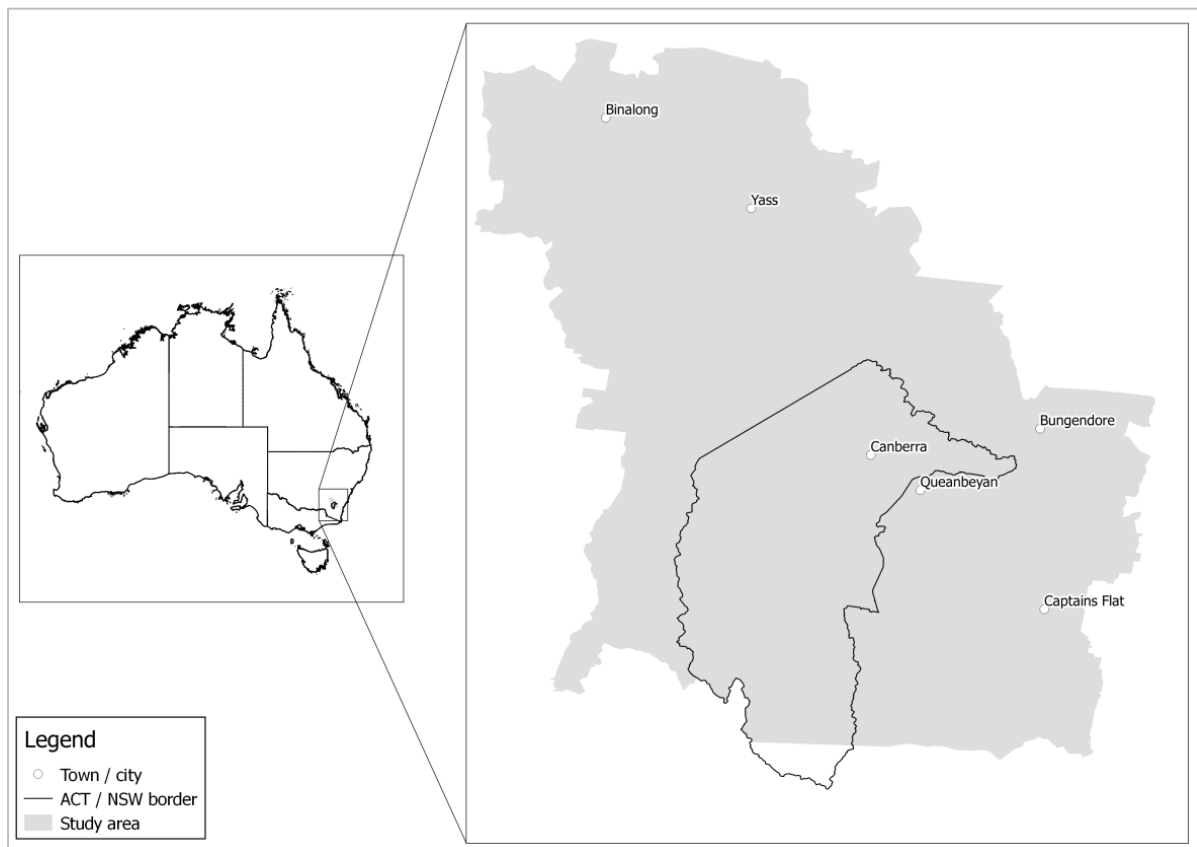 Binalong
Yass
Bungendore
Canberra
Queanbeyan
Captains Flat
Legend
Town / city
ACT / NSW border
Study area